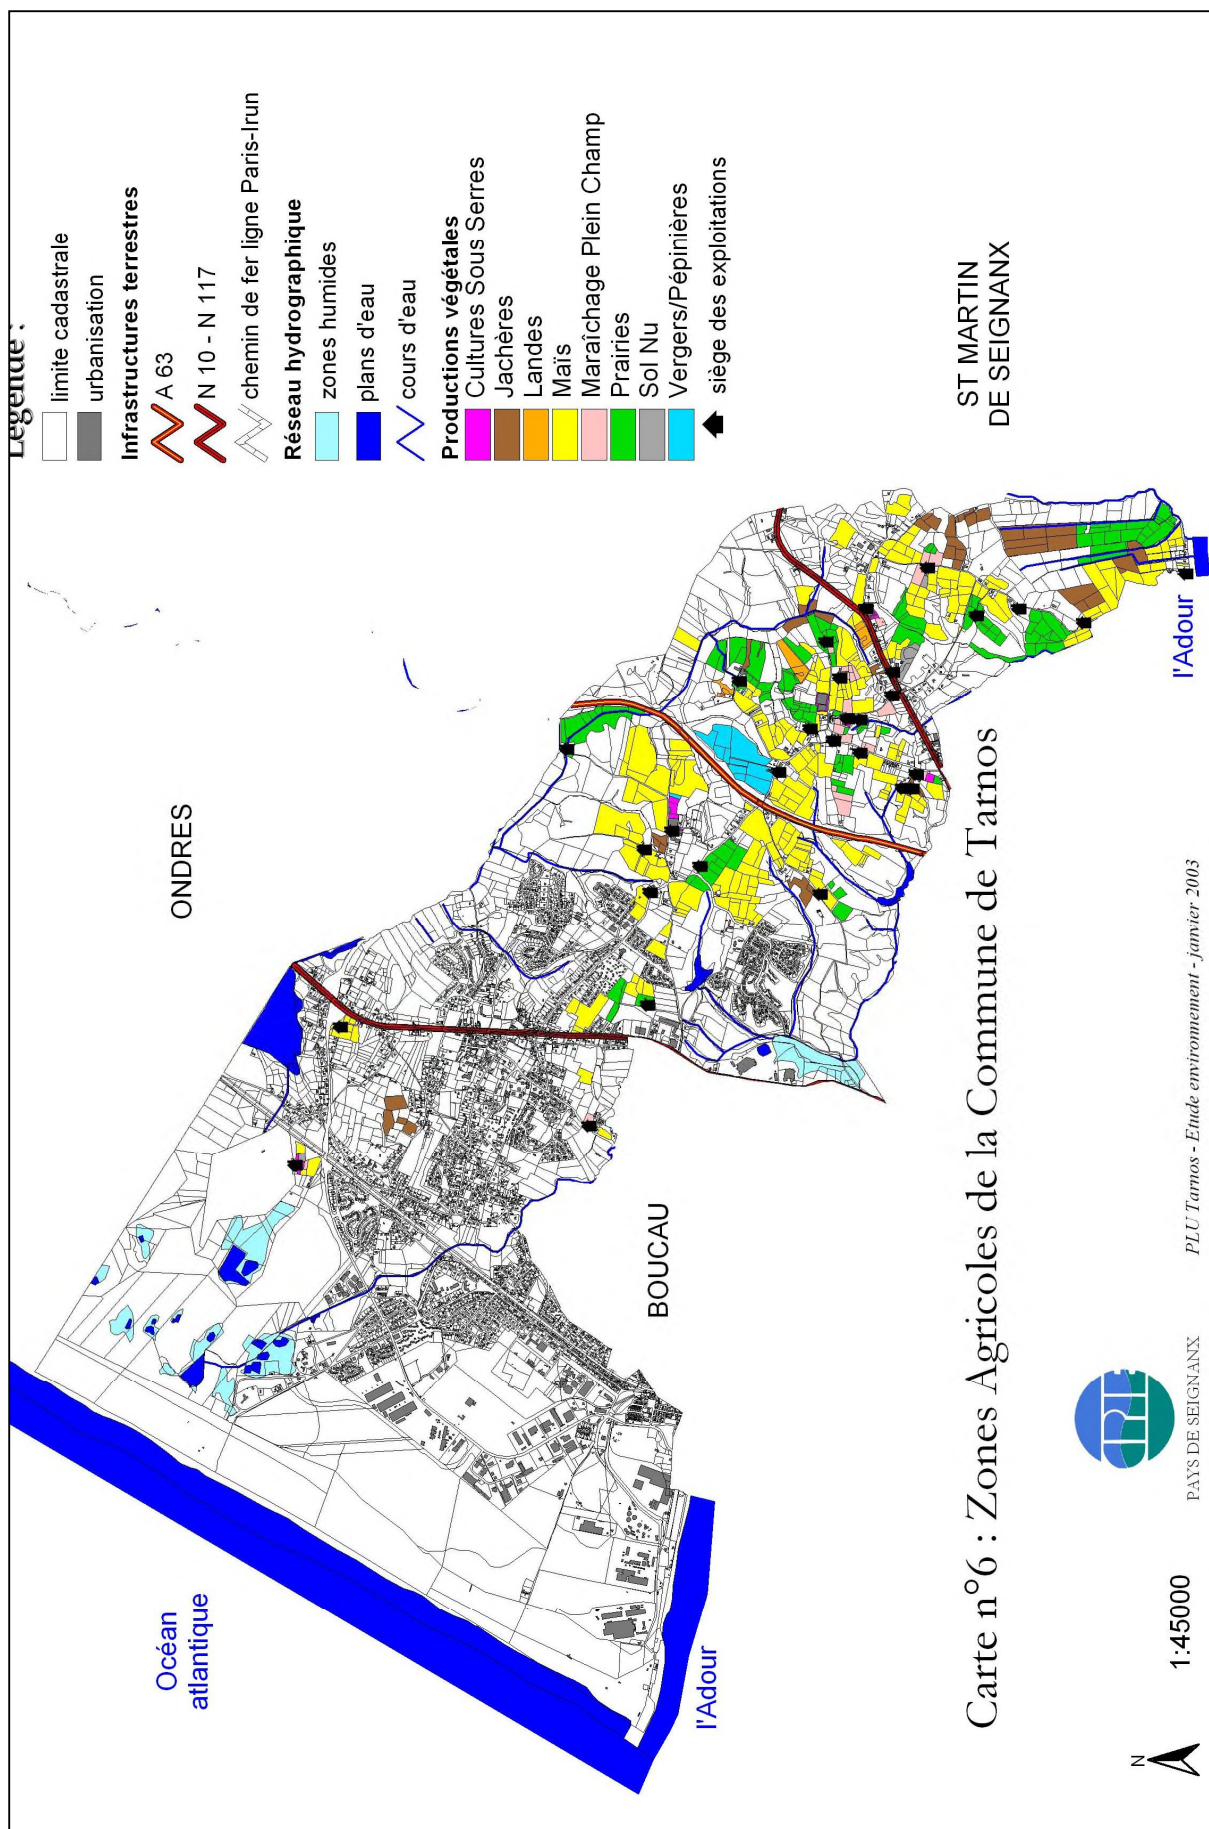 Légende :
limite cadastrale
urbanisation
Infrastructures terrestres
A 63
N 10 - N 117
chemin de fer ligne Paris-Irun
Réseau hydrographique
zones humides
plans d'eau
cours d'eau
Productions végétales
Cultures Sous Serres
Jachères
Landes
Maïs
Maraîchage Plein Champ
Prairies
Sol Nu
Vergers/Pépinières
siège des exploitations
Océan
atlantique
ONDRES
BOUCAU
ST MARTIN
DE SEIGNANX
l'Adour
l'Adour
Carte n°6 : Zones Agricoles de la Commune de Tarnos
N
1:45000
PAYS DE SEIGNANX
PLU Tarnos - Etude environnement - janvier 2003